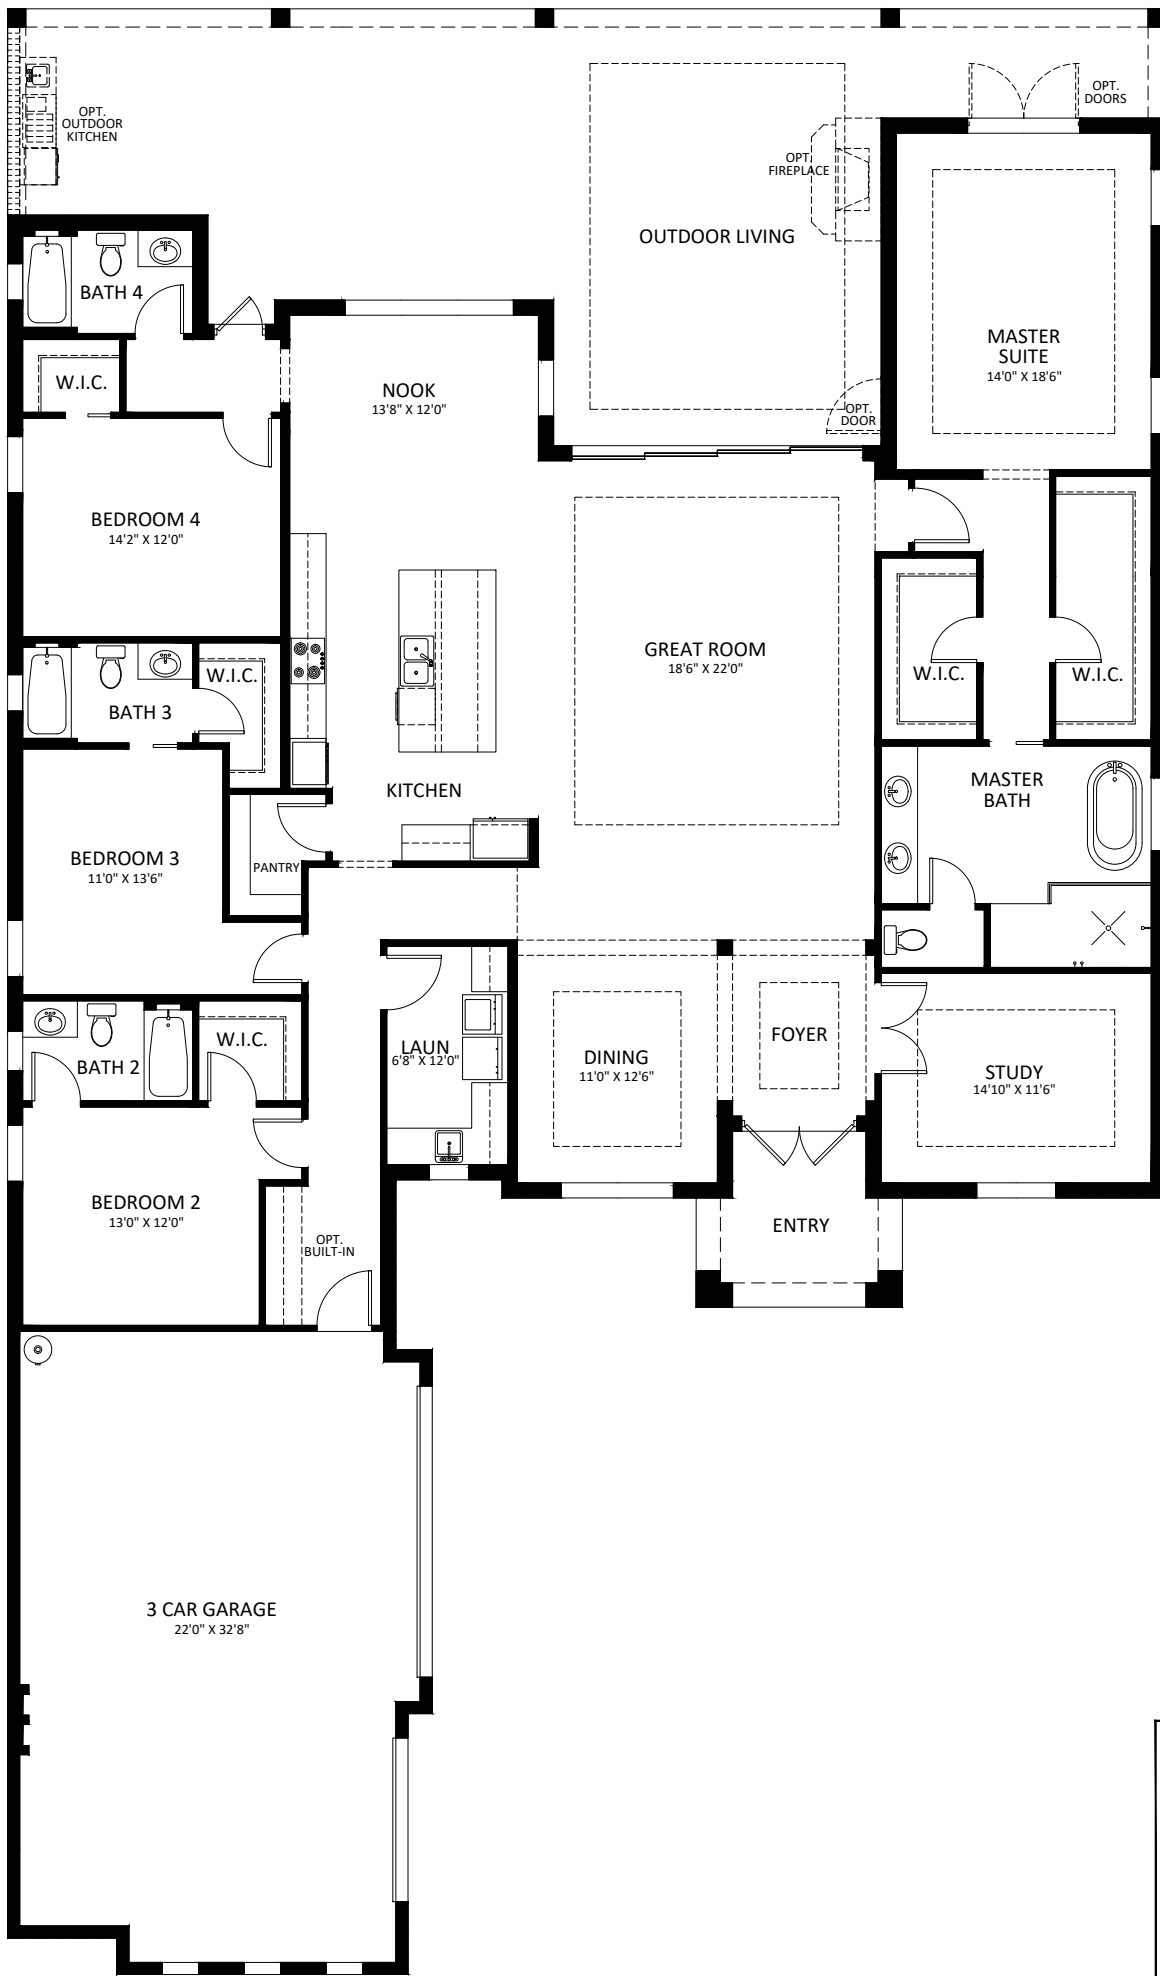 OPT.
OUTDOOR
KITCHEN
OPT.
DOORS
OPT.
FIREPLACE
OUTDOOR LIVING
BATH 4
MASTER
SUITE
14'0" X 18'6"
W.I.C.
NOOK
13'8" X 12'0"
OPT.
DOOR
BEDROOM 4
14'2" X 12'0"
GREAT ROOM
18'6" X 22'0"
W.I.C.
W.I.C.
W.I.C.
BATH 3
KITCHEN
MASTER
BATH
BEDROOM 3
11'0" X 13'6"
PANTRY
W.I.C.
BATH 2
LAUN
6'8" X 12'0"
DINING
11'0" X 12'6"
FOYER
STUDY
14'10" X 11'6"
BEDROOM 2
13'0" X 12'0"
OPT.
BUILT-IN
ENTRY
3 CAR GARAGE
22'0" X 32'8"